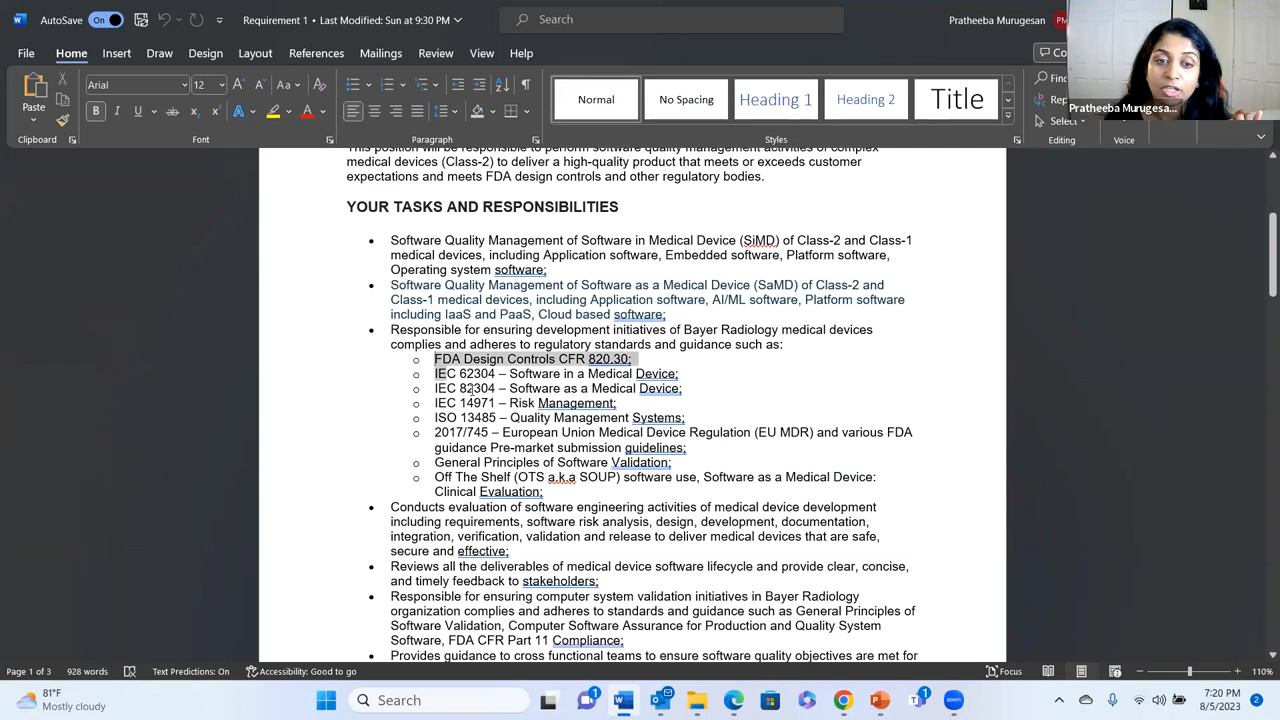 AutoSave On Requirement 1 • Last Modified: Sun at 9:30 PM Search Pratheeba Murugesan
File Home Insert Draw Design Layout References Mailings Review View Help
Paste Arial 12 Normal No Spacing Heading 1 Heading 2 Title Select
Clipboard Font Paragraph Styles Editing Voice
Pratheeba Murugesa...
medical devices (Class-2) to deliver a high-quality product that meets or exceeds customer
expectations and meets FDA design controls and other regulatory bodies.
YOUR TASKS AND RESPONSIBILITIES
• Software Quality Management of Software in Medical Device (SiMD) of Class-2 and Class-1
medical devices, including Application software, Embedded software, Platform software,
Operating system software;
• Software Quality Management of Software as a Medical Device (SaMD) of Class-2 and
Class-1 medical devices, including Application software, AI/ML software, Platform software
including IaaS and PaaS, Cloud based software;
• Responsible for ensuring development initiatives of Bayer Radiology medical devices
complies and adheres to regulatory standards and guidance such as:
o FDA Design Controls CFR 820.30;
o IEC 62304 – Software in a Medical Device;
o IEC 82304 – Software as a Medical Device;
o IEC 14971 – Risk Management;
o ISO 13485 – Quality Management Systems;
o 2017/745 – European Union Medical Device Regulation (EU MDR) and various FDA
guidance Pre-market submission guidelines;
o General Principles of Software Validation;
o Off The Shelf (OTS a.k.a SOUP) software use, Software as a Medical Device:
Clinical Evaluation;
• Conducts evaluation of software engineering activities of medical device development
including requirements, software risk analysis, design, development, documentation,
integration, verification, validation and release to deliver medical devices that are safe,
secure and effective;
• Reviews all the deliverables of medical device software lifecycle and provide clear, concise,
and timely feedback to stakeholders;
• Responsible for ensuring computer system validation initiatives in Bayer Radiology
organization complies and adheres to standards and guidance such as General Principles of
Software Validation, Computer Software Assurance for Production and Quality System
Software, FDA CFR Part 11 Compliance;
• Provides guidance to cross functional teams to ensure software quality objectives are met for
Page 1 of 3 928 words Text Predictions: On Accessibility: Good to go Focus 110%
81°F
Mostly cloudy
Search
7:20 PM
8/5/2023